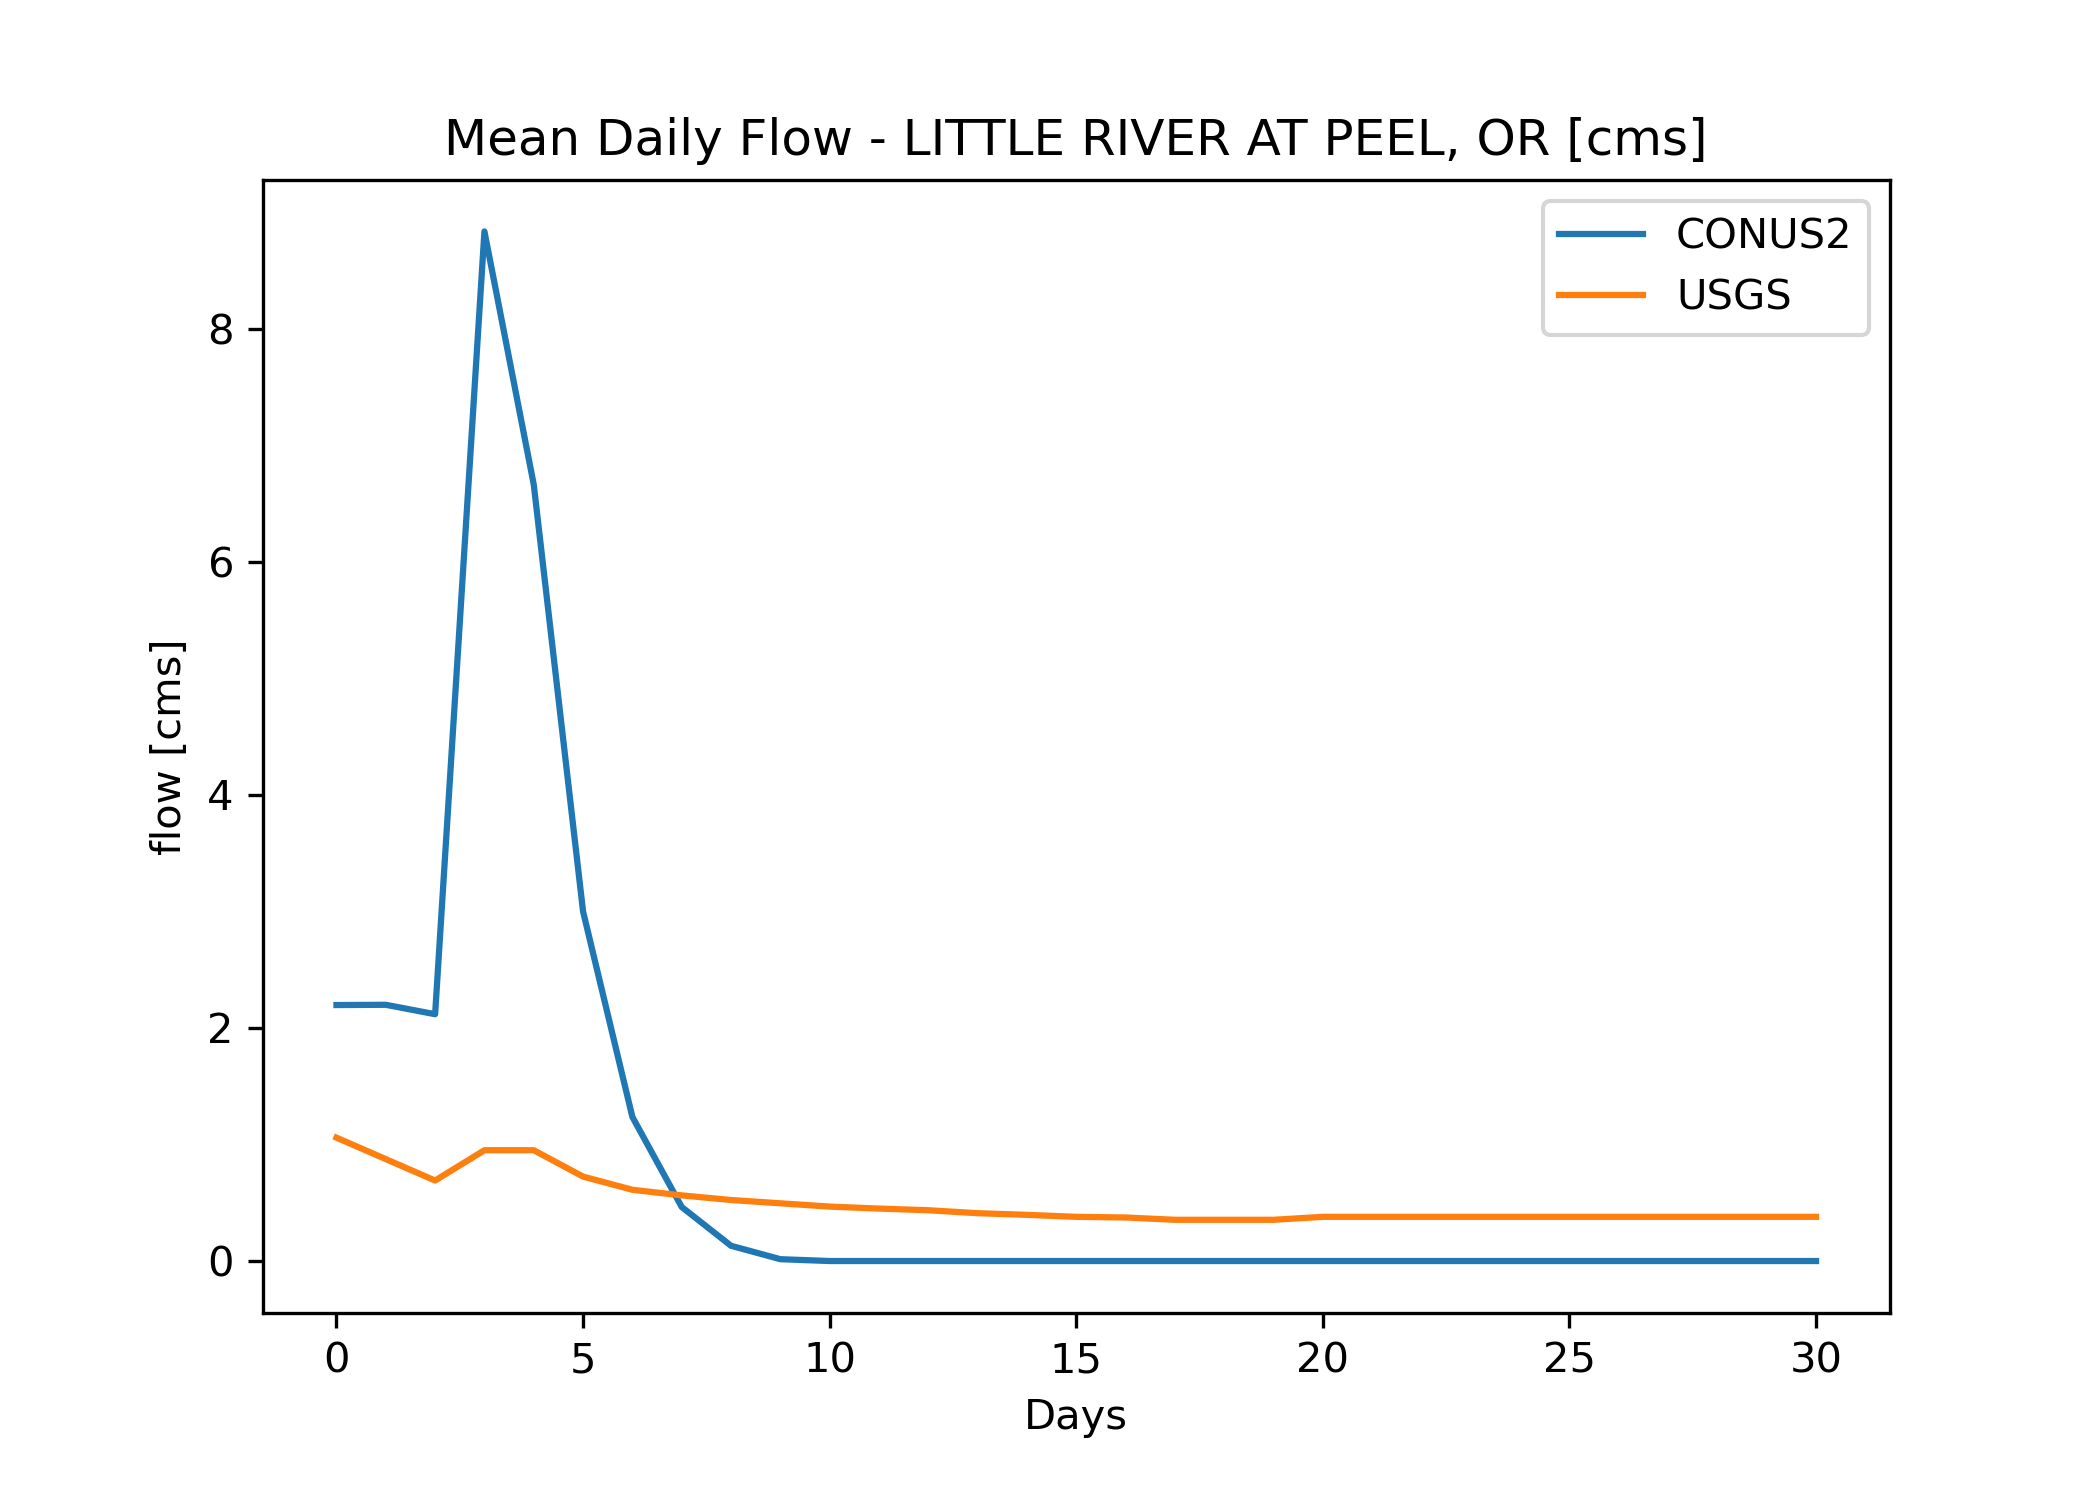 Mean Daily Flow - LITTLE RIVER AT PEEL, OR [cms]
CONUS2
USGS
flow [cms]
8
6
4
2
0
0 5 10 15 20 25 30
Days